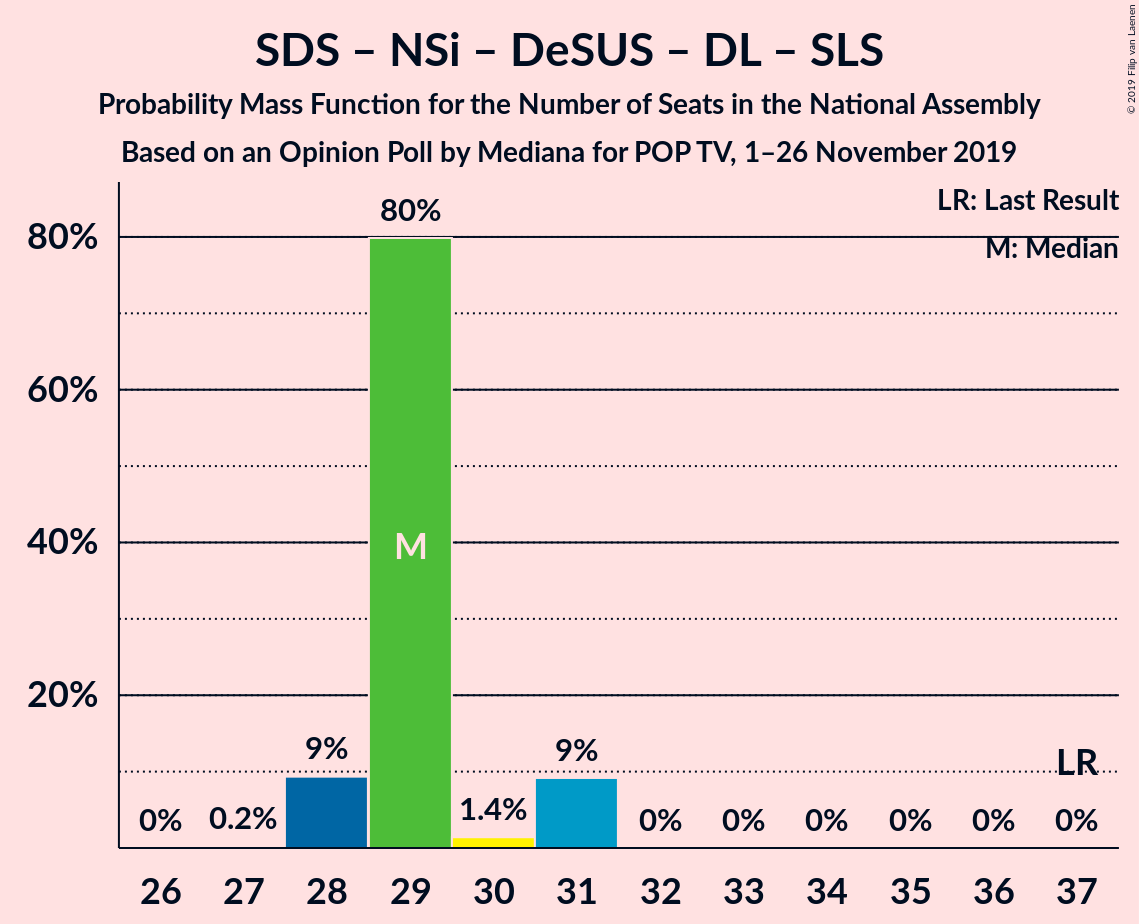 SDS – NSi – DeSUS – DL – SLS
Probability Mass Function for the Number of Seats in the National Assembly
Based on an Opinion Poll by Mediana for POP TV, 1–26 November 2019
© 2019 Filip van Laenen
LR: Last Result
M: Median
80%
60%
40%
20%
0%
0.2%
9%
80%
M
1.4%
9%
0%
0%
0%
0%
0%
LR
0%
26 27 28 29 30 31 32 33 34 35 36 37